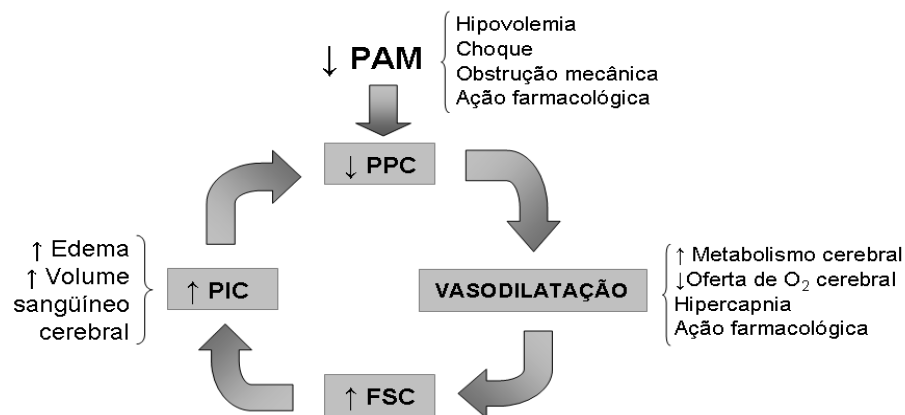 ↓ PAM
Hipovolemia
Choque
Obstrução mecânica
Ação farmacológica
↓ PPC
↑ Edema
↑ Volume
sangüíneo
cerebral
↑ PIC
VASODILATAÇÃO
↑ Metabolismo cerebral
↓Oferta de O₂ cerebral
Hipercapnia
Ação farmacológica
↑ FSC